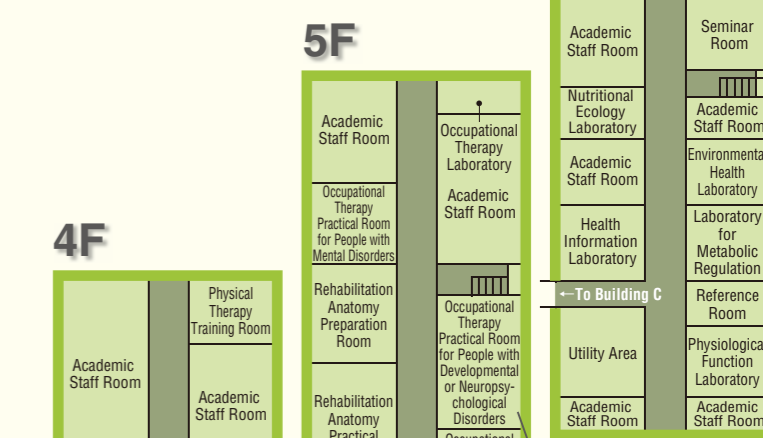 4F
Academic
Staff Room
Physical
Therapy
Training Room
Academic
Staff Room
5F
Academic
Staff Room
Occupational
Therapy
Practical Room
for People with
Mental Disorders
Rehabilitation
Anatomy
Preparation
Room
Rehabilitation
Anatomy
Practical
Occupational
Therapy
Laboratory
Academic
Staff Room
Occupational
Therapy
Practical Room
for People with
Developmental
or Neuropsy-
chological
Disorders
Occupational
Academic
Staff Room
Nutritional
Ecology
Laboratory
Academic
Staff Room
Health
Information
Laboratory
←To Building C
Utility Area
Academic
Staff Room
Seminar
Room
Academic
Staff Room
Environmenta
Health
Laboratory
Laboratory
for
Metabolic
Regulation
Reference
Room
Physiologica
Function
Laboratory
Academic
Staff Room